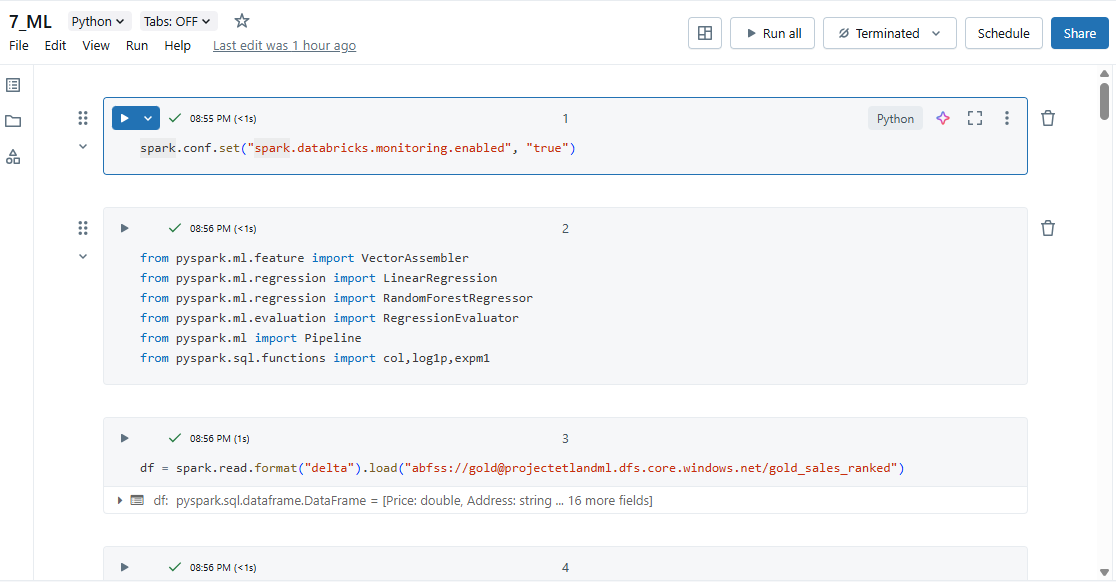 7_ML Python Tabs: OFF
File Edit View Run Help Last edit was 1 hour ago
Run all Terminated Schedule Share
08:55 PM (<1s) 1 Python
spark.conf.set("spark.databricks.monitoring.enabled", "true")
08:56 PM (<1s) 2
from pyspark.ml.feature import VectorAssembler
from pyspark.ml.regression import LinearRegression
from pyspark.ml.regression import RandomForestRegressor
from pyspark.ml.evaluation import RegressionEvaluator
from pyspark.ml import Pipeline
from pyspark.sql.functions import col,log1p,expm1
08:56 PM (1s) 3
df = spark.read.format("delta").load("abfss://gold@projectetlandml.dfs.core.windows.net/gold_sales_ranked")
df: pyspark.sql.dataframe.DataFrame = [Price: double, Address: string ... 16 more fields]
08:56 PM (<1s) 4